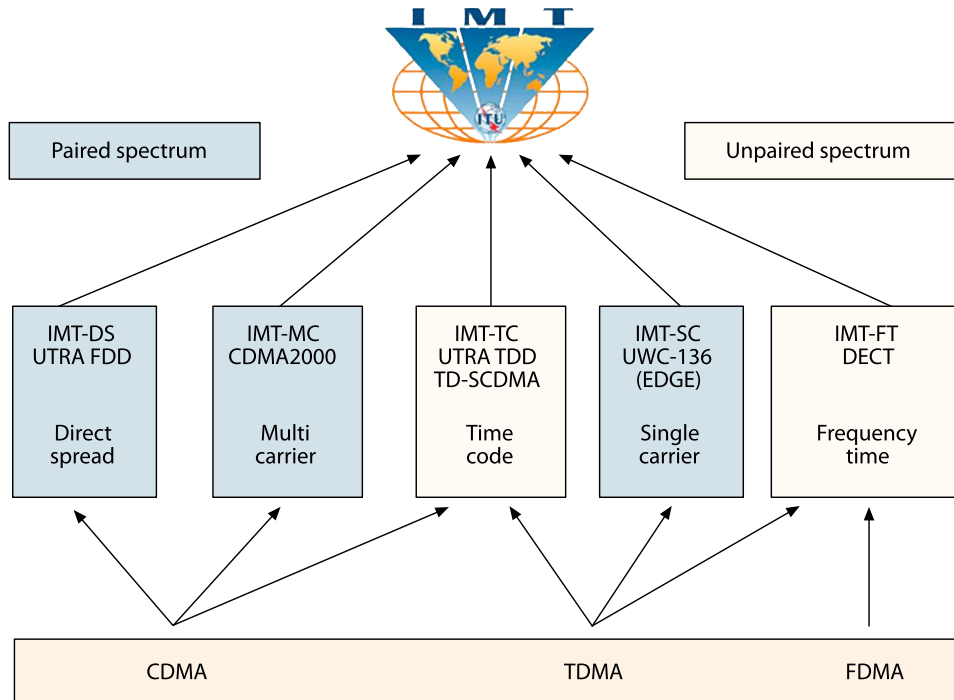 I M T
ITU
Paired spectrum
Unpaired spectrum
IMT-DS
UTRA FDD
Direct
spread
IMT-MC
CDMA2000
Multi
carrier
IMT-TC
UTRA TDD
TD-SCDMA
Time
code
IMT-SC
UWC-136
(EDGE)
Single
carrier
IMT-FT
DECT
Frequency
time
CDMA
TDMA
FDMA